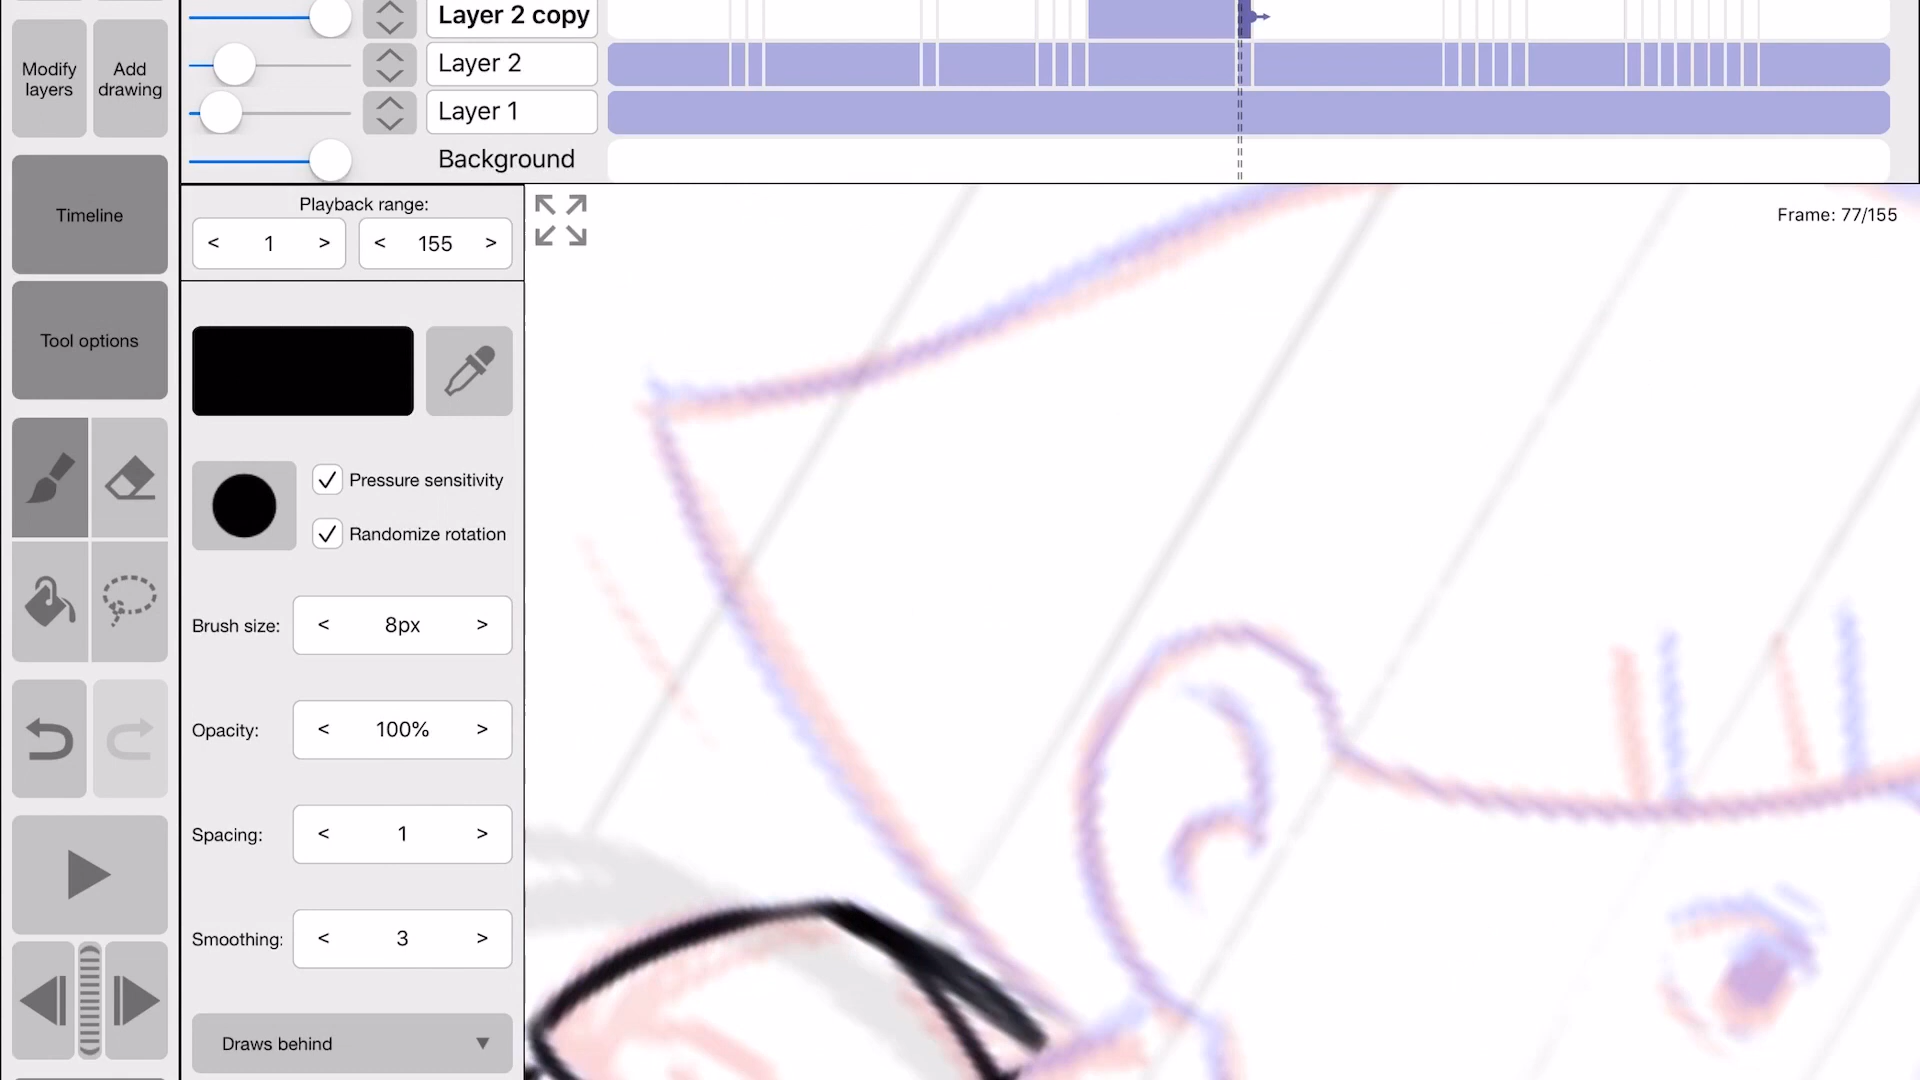 Layer 2 copy
Modify layers
Add drawing
Layer 2
Layer 1
Background
Timeline
Playback range:
< 1 >
< 155 >
Frame: 77/155
Tool options
Pressure sensitivity
Randomize rotation
Brush size: < 8px >
Opacity: < 100% >
Spacing: < 1 >
Smoothing: < 3 >
Draws behind